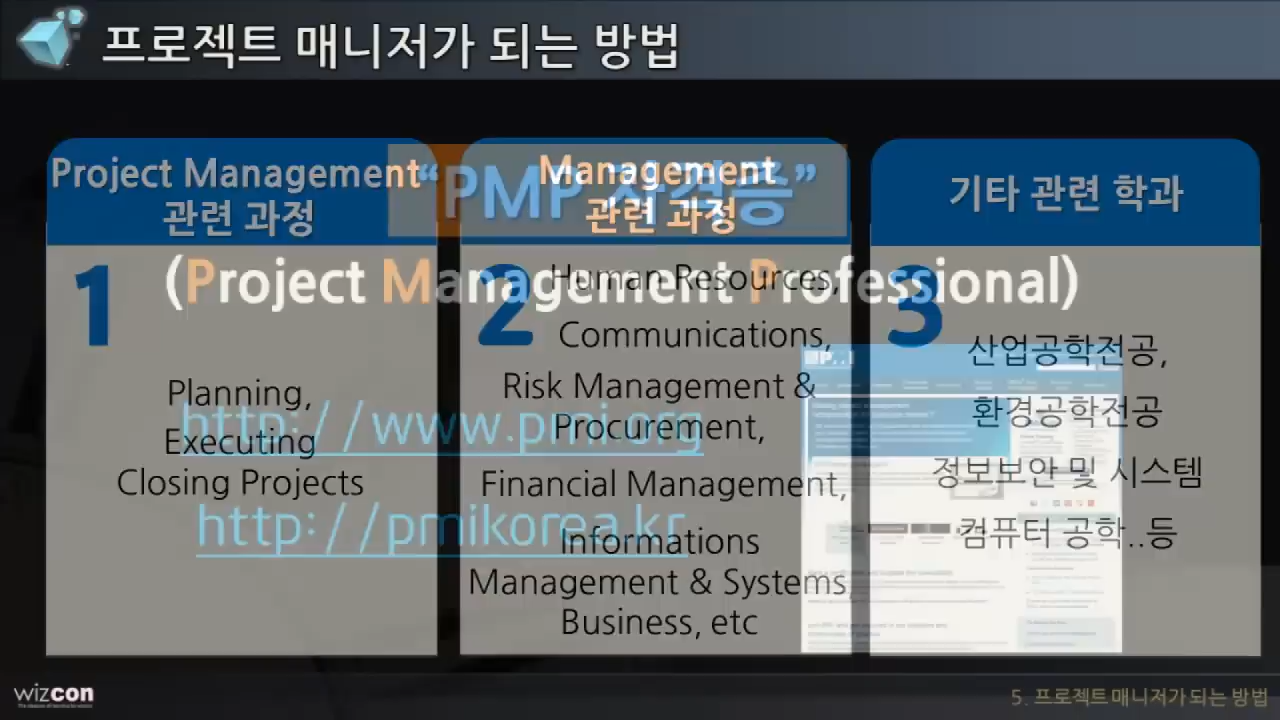 프로젝트 매니저가 되는 방법
Project Management
관련 과정
“PMP 자격증”
Management
관련 과정
기타 관련 학과
(Project Management Professional)
1
Planning,
Executing
Closing Projects
2
Human Resources,
Communications,
Risk Management &
Procurement,
Financial Management,
Informations
Management & Systems,
Business, etc
3
산업공학전공,
환경공학전공
정보보안 및 시스템
컴퓨터 공학..등
http://www.pmi.org
http://pmikorea.kr
wizcon
5. 프로젝트 매니저가 되는 방법